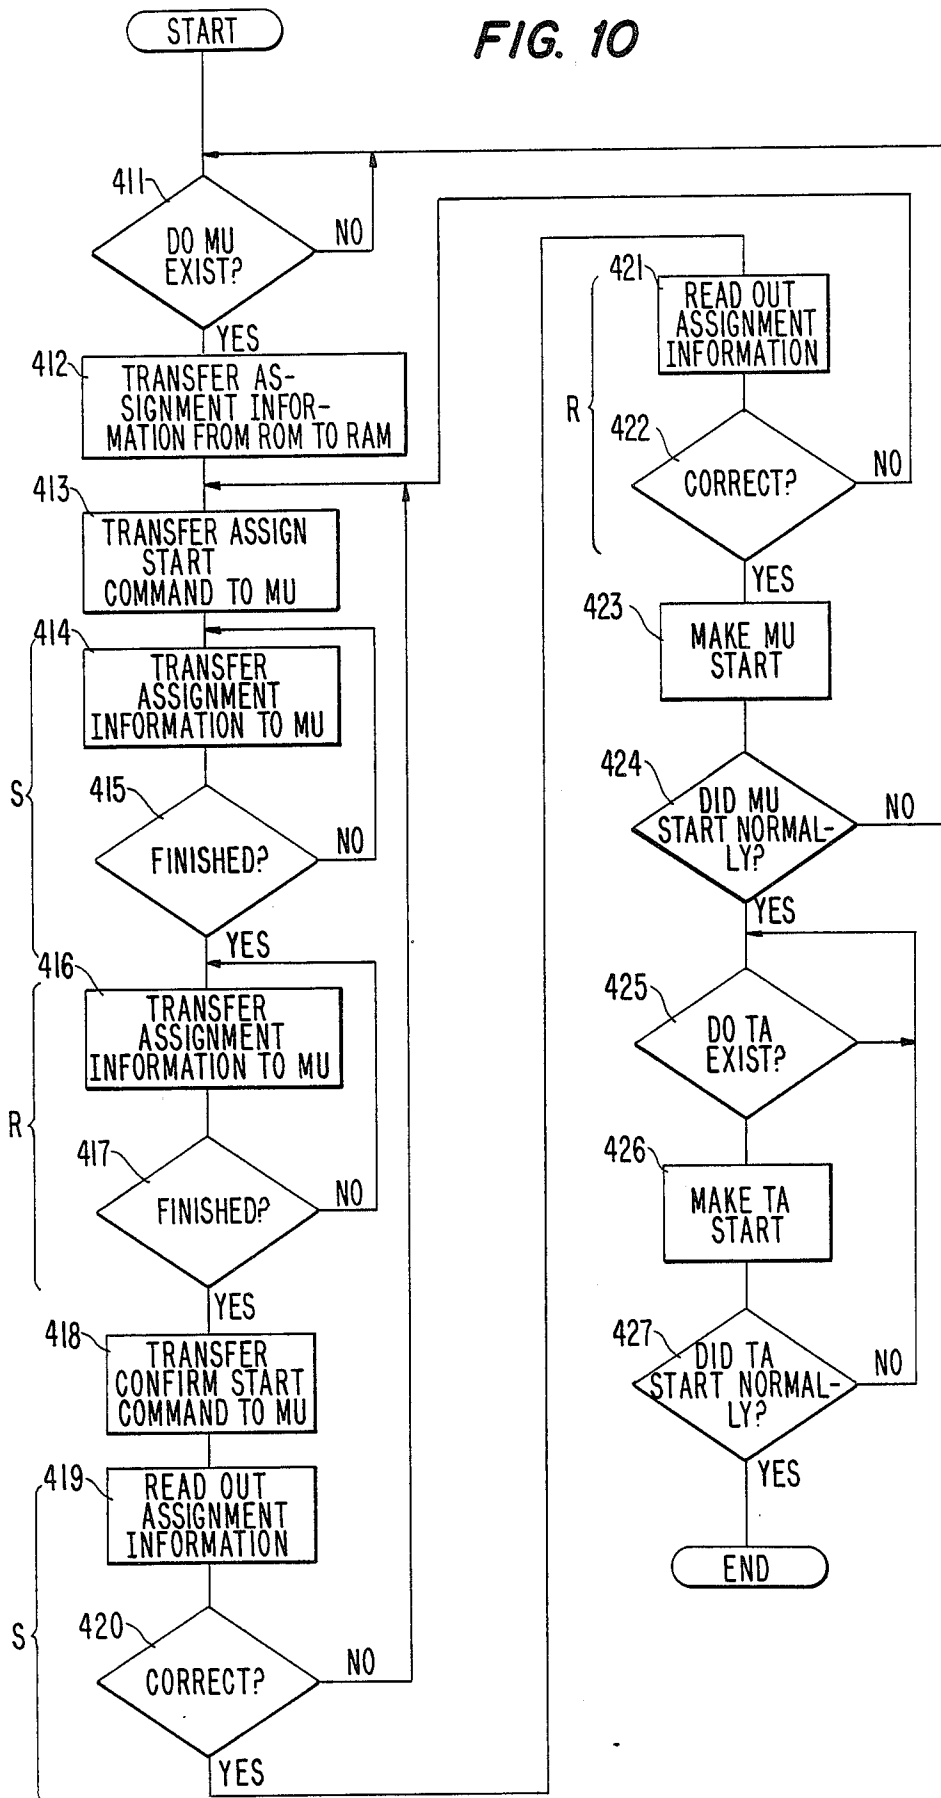 FIG. 10
START
411
DO MU
EXIST?
NO
YES
412
TRANSFER AS-
SIGNMENT INFOR-
MATION FROM ROM TO RAM
413
TRANSFER ASSIGN
START
COMMAND TO MU
S
414
TRANSFER
ASSIGNMENT
INFORMATION TO MU
415
FINISHED?
NO
YES
R
416
TRANSFER
ASSIGNMENT
INFORMATION TO MU
417
FINISHED?
NO
YES
418
TRANSFER
CONFIRM START
COMMAND TO MU
S
419
READ OUT
ASSIGNMENT
INFORMATION
420
CORRECT?
NO
YES
R
421
READ OUT
ASSIGNMENT
INFORMATION
422
CORRECT?
NO
YES
423
MAKE MU
START
424
DID MU
START NORMAL-
LY?
NO
YES
425
DO TA
EXIST?
426
MAKE TA
START
427
DID TA
START NORMAL-
LY?
NO
YES
END